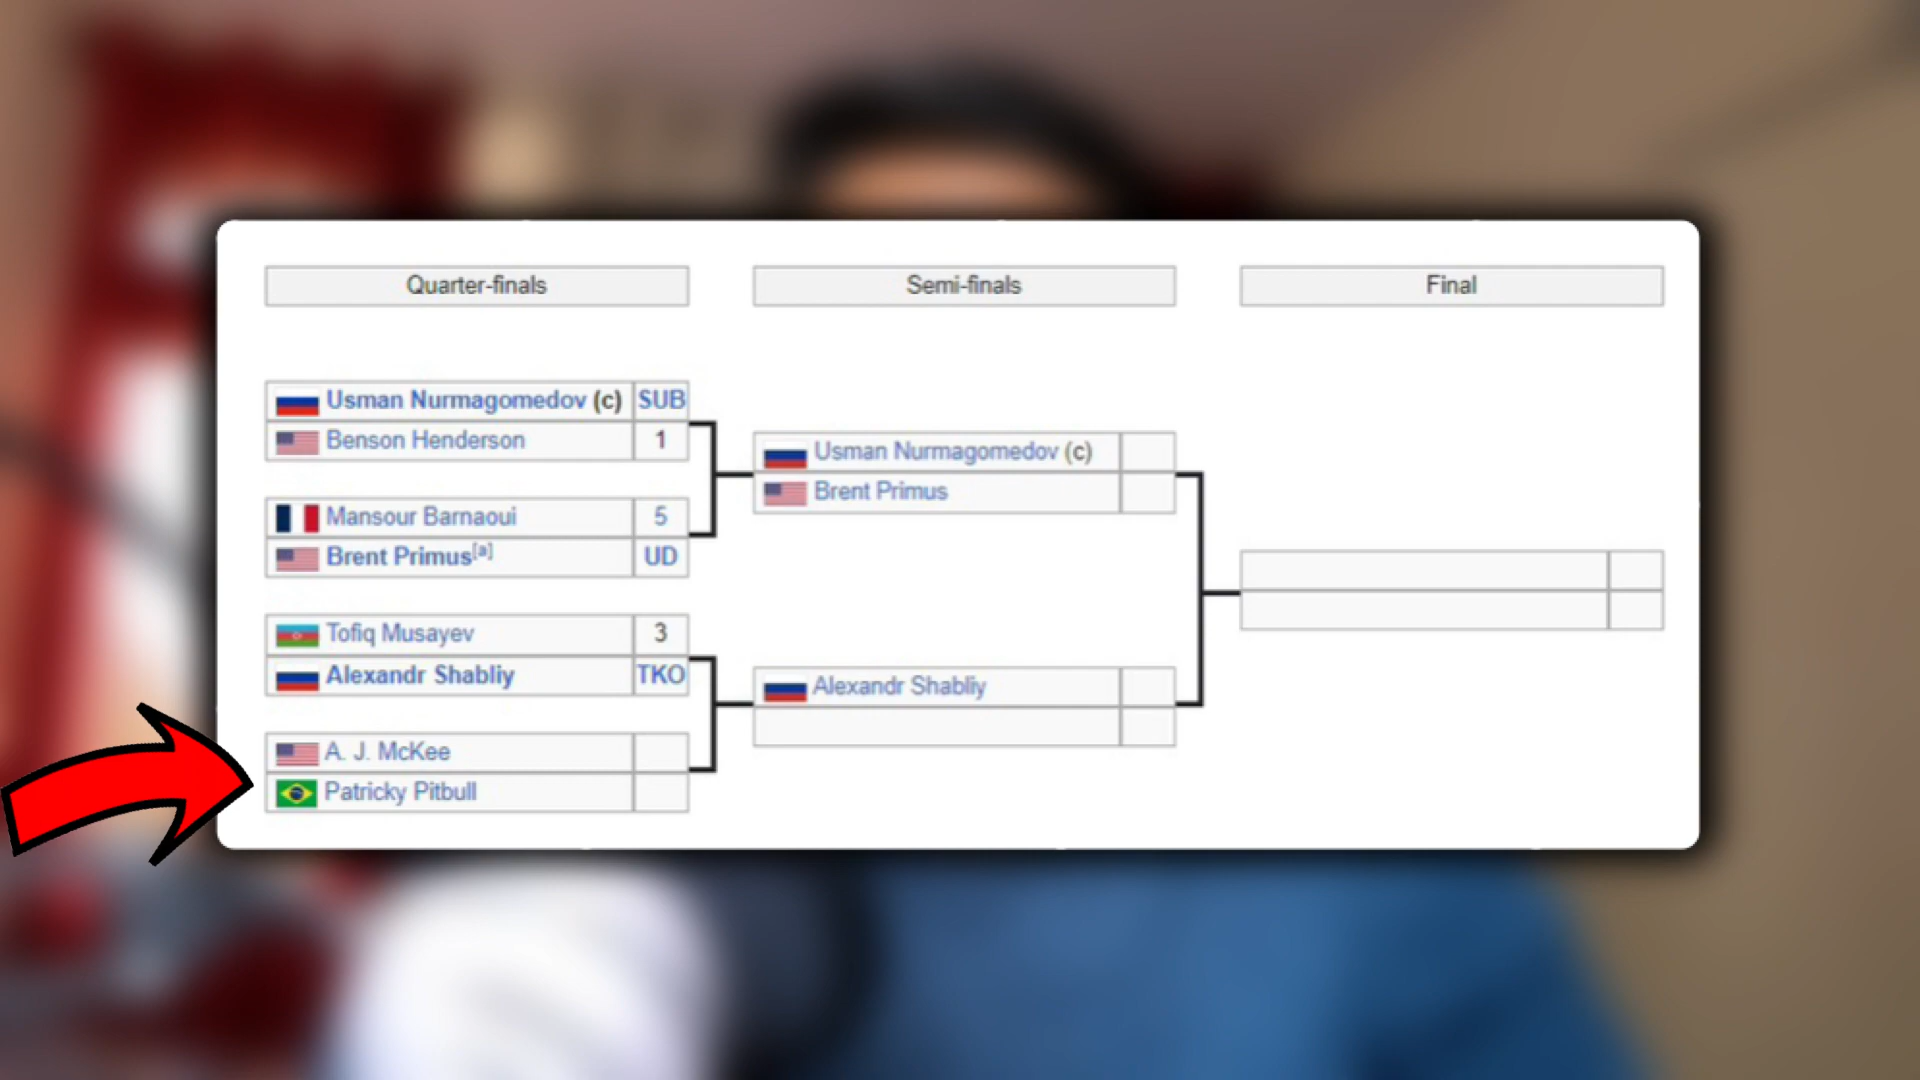 Quarter-finals
Semi-finals
Final
Usman Nurmagomedov (c) SUB
Benson Henderson 1
Mansour Barnaoui 5
Brent Primus[a] UD
Tofiq Musayev 3
Alexandr Shabliy TKO
A. J. McKee
Patricky Pitbull
Usman Nurmagomedov (c)
Brent Primus
Alexandr Shabliy